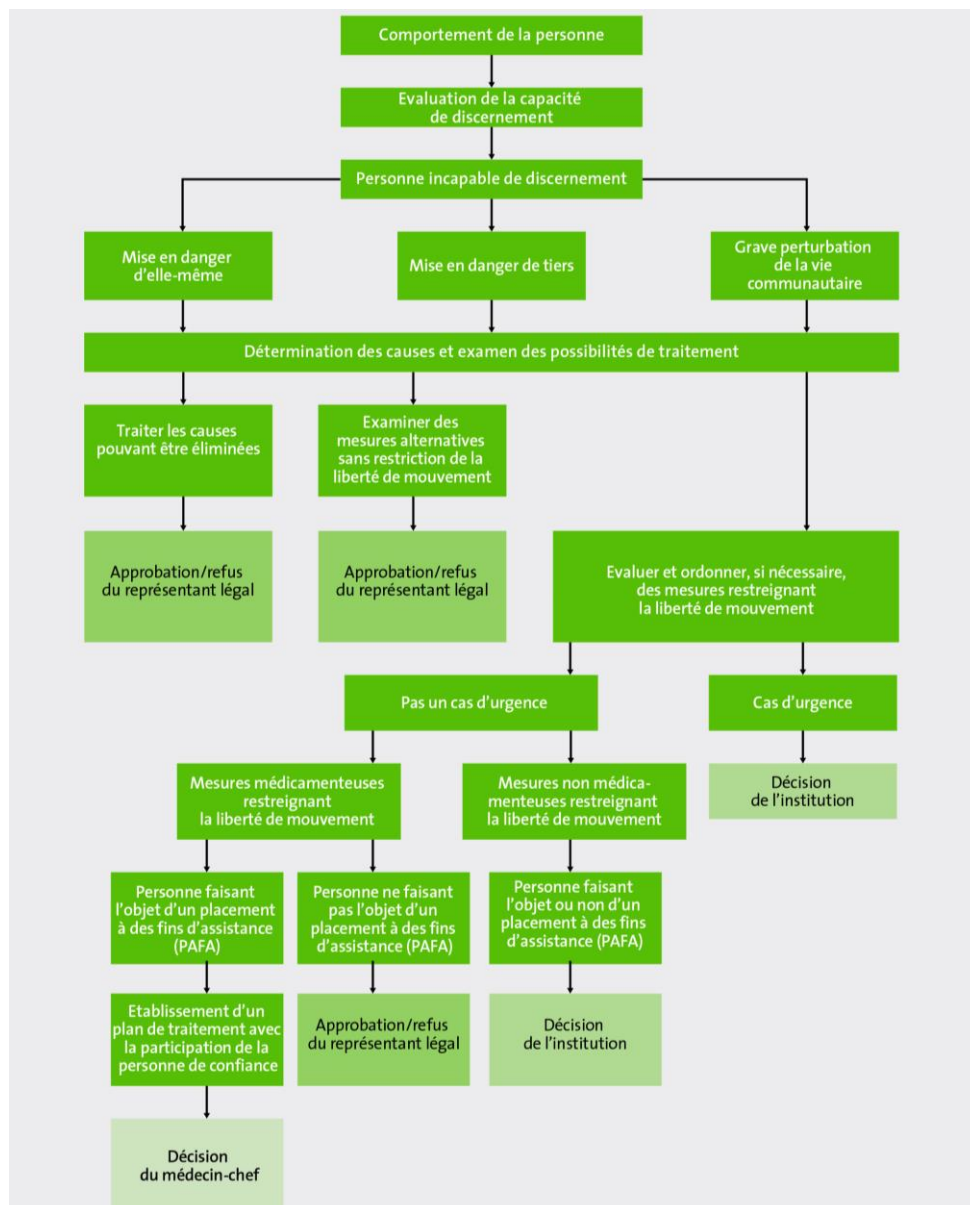 Comportement de la personne
Evaluation de la capacité
de discernement
Personne incapable de discernement
Mise en danger
d'elle-même
Mise en danger de tiers
Grave perturbation
de la vie
communautaire
Détermination des causes et examen des possibilités de traitement
Traiter les causes
pouvant être éliminées
Examiner des
mesures alternatives
sans restriction de la
liberté de mouvement
Approbation/refus
du représentant légal
Approbation/refus
du représentant légal
Evaluer et ordonner, si nécessaire,
des mesures restreignant
la liberté de mouvement
Pas un cas d'urgence
Cas d'urgence
Mesures médicamenteuses
restreignant
la liberté de mouvement
Mesures non médica-
menteuses restreignant
la liberté de mouvement
Décision
de l'institution
Personne faisant
l'objet d'un placement
à des fins d'assistance
(PAFA)
Personne ne faisant
pas l'objet d'un
placement à des fins
d'assistance (PAFA)
Personne faisant
l'objet ou non d'un
placement à des fins
d'assistance (PAFA)
Etablissement d'un
plan de traitement avec
la participation de la
personne de confiance
Approbation/refus
du représentant légal
Décision
de l'institution
Décision
du médecin-chef